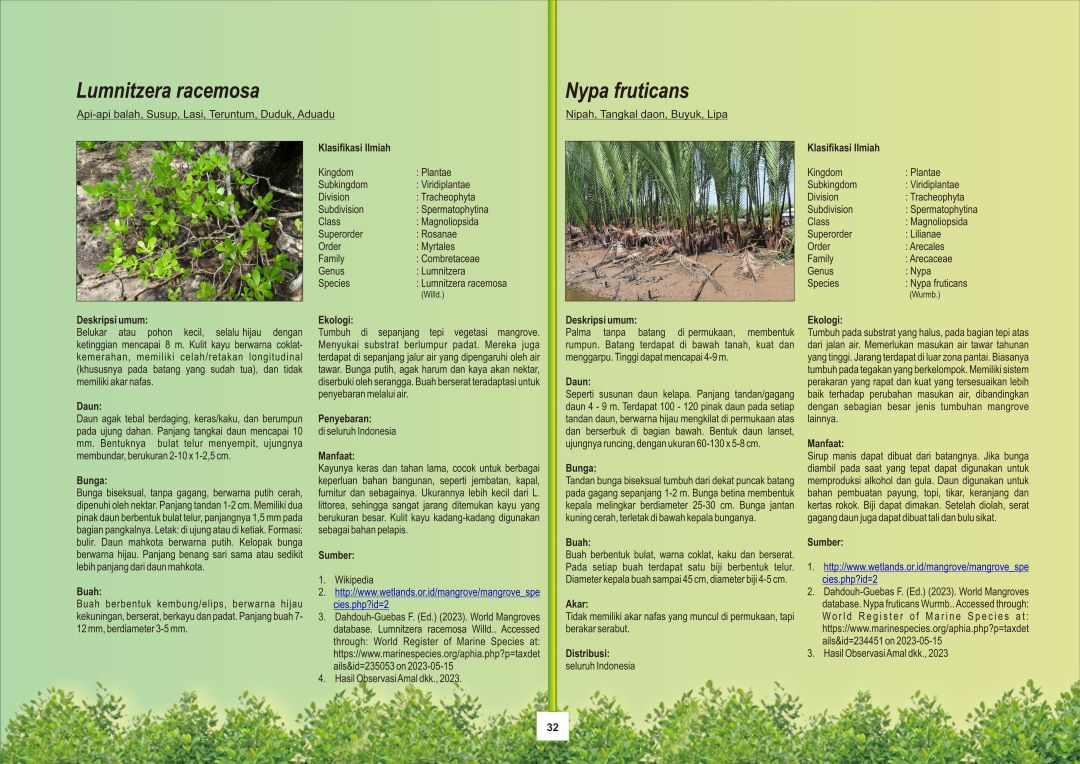 Lumnitzera racemosa
Api-api balah, Susup, Lasi, Teruntum, Duduk, Aduadu
Klasifikasi Ilmiah
Kingdom : Plantae
Subkingdom : Viridiplantae
Division : Tracheophyta
Subdivision : Spermatophytina
Class : Magnoliopsida
Superorder : Rosanae
Order : Myrtales
Family : Combretaceae
Genus : Lumnitzera
Species : Lumnitzera racemosa
(Willd.)
Deskripsi umum:
Belukar atau pohon kecil, selalu hijau dengan
ketinggian mencapai 8 m. Kulit kayu berwarna coklat-
kemerahan, memiliki celah/retakan longitudinal
(khususnya pada batang yang sudah tua), dan tidak
memiliki akar nafas.
Daun:
Daun agak tebal berdaging, keras/kaku, dan berumpun
pada ujung dahan. Panjang tangkai daun mencapai 10
mm. Bentuknya bulat telur menyempit, ujungnya
membundar, berukuran 2-10 x 1-2,5 cm.
Bunga:
Bunga biseksual, tanpa gagang, berwarna putih cerah,
dipenuhi oleh nektar. Panjang tandan 1-2 cm. Memiliki dua
pinak daun berbentuk bulat telur, panjangnya 1,5 mm pada
bagian pangkalnya. Letak: di ujung atau di ketiak. Formasi:
bulir. Daun mahkota berwarna putih. Kelopak bunga
berwarna hijau. Panjang benang sari sama atau sedikit
lebih panjang dari daun mahkota.
Buah:
Buah berbentuk kembung/elips, berwarna hijau
kekuningan, berserat, berkayu dan padat. Panjang buah 7-
12 mm, berdiameter 3-5 mm.
Ekologi:
Tumbuh di sepanjang tepi vegetasi mangrove.
Menyukai substrat berlumpur padat. Mereka juga
terdapat di sepanjang jalur air yang dipengaruhi oleh air
tawar. Bunga putih, agak harum dan kaya akan nektar,
diserbuki oleh serangga. Buah berserat teradaptasi untuk
penyebaran melalui air.
Penyebaran:
di seluruh Indonesia
Manfaat:
Kayunya keras dan tahan lama, cocok untuk berbagai
keperluan bahan bangunan, seperti jembatan, kapal,
furnitur dan sebagainya. Ukurannya lebih kecil dari L.
littorea, sehingga sangat jarang ditemukan kayu yang
berukuran besar. Kulit kayu kadang-kadang digunakan
sebagai bahan pelapis.
Sumber:
1. Wikipedia
2. http://www.wetlands.or.id/mangrove/mangrove_spe
cies.php?id=2
3. Dahdouh-Guebas F. (Ed.) (2023). World Mangroves
database. Lumnitzera racemosa Willd.. Accessed
through: World Register of Marine Species at:
https://www.marinespecies.org/aphia.php?p=taxdet
ails&id=235053 on 2023-05-15
4. Hasil Observasi Amal dkk., 2023.
Nypa fruticans
Nipah, Tangkal daon, Buyuk, Lipa
Klasifikasi Ilmiah
Kingdom : Plantae
Subkingdom : Viridiplantae
Division : Tracheophyta
Subdivision : Spermatophytina
Class : Magnoliopsida
Superorder : Lilianae
Order : Arecales
Family : Arecaceae
Genus : Nypa
Species : Nypa fruticans
(Wurmb.)
Deskripsi umum:
Palma tanpa batang di permukaan, membentuk
rumpun. Batang terdapat di bawah tanah, kuat dan
menggarpu. Tinggi dapat mencapai 4-9 m.
Daun:
Seperti susunan daun kelapa. Panjang tandan/gagang
daun 4 - 9 m. Terdapat 100 - 120 pinak daun pada setiap
tandan daun, berwarna hijau mengkilat di permukaan atas
dan berserbuk di bagian bawah. Bentuk daun lanset,
ujungnya runcing, dengan ukuran 60-130 x 5-8 cm.
Bunga:
Tandan bunga biseksual tumbuh dari dekat puncak batang
pada gagang sepanjang 1-2 m. Bunga betina membentuk
kepala melingkar berdiameter 25-30 cm. Bunga jantan
kuning cerah, terletak di bawah kepala bunganya.
Buah:
Buah berbentuk bulat, warna coklat, kaku dan berserat.
Pada setiap buah terdapat satu biji berbentuk telur.
Diameter kepala buah sampai 45 cm, diameter biji 4-5 cm.
Akar:
Tidak memiliki akar nafas yang muncul di permukaan, tapi
berakar serabut.
Distribusi:
seluruh Indonesia
Ekologi:
Tumbuh pada substrat yang halus, pada bagian tepi atas
dari jalan air. Memerlukan masukan air tawar tahunan
yang tinggi. Jarang terdapat di luar zona pantai. Biasanya
tumbuh pada tegakan yang berkelompok. Memiliki sistem
perakaran yang rapat dan kuat yang tersesuaikan lebih
baik terhadap perubahan masukan air, dibandingkan
dengan sebagian besar jenis tumbuhan mangrove
lainnya.
Manfaat:
Sirup manis dapat dibuat dari batangnya. Jika bunga
diambil pada saat yang tepat dapat digunakan untuk
memproduksi alkohol dan gula. Daun digunakan untuk
bahan pembuatan payung, topi, tikar, keranjang dan
kertas rokok. Biji dapat dimakan. Setelah diolah, serat
gagang daun juga dapat dibuat tali dan bulu sikat.
Sumber:
1. http://www.wetlands.or.id/mangrove/mangrove_spe
cies.php?id=2
2. Dahdouh-Guebas F. (Ed.) (2023). World Mangroves
database. Nypa fruticans Wurmb.. Accessed through:
World Register of Marine Species at:
https://www.marinespecies.org/aphia.php?p=taxdet
ails&id=234451 on 2023-05-15
3. Hasil Observasi Amal dkk., 2023
32